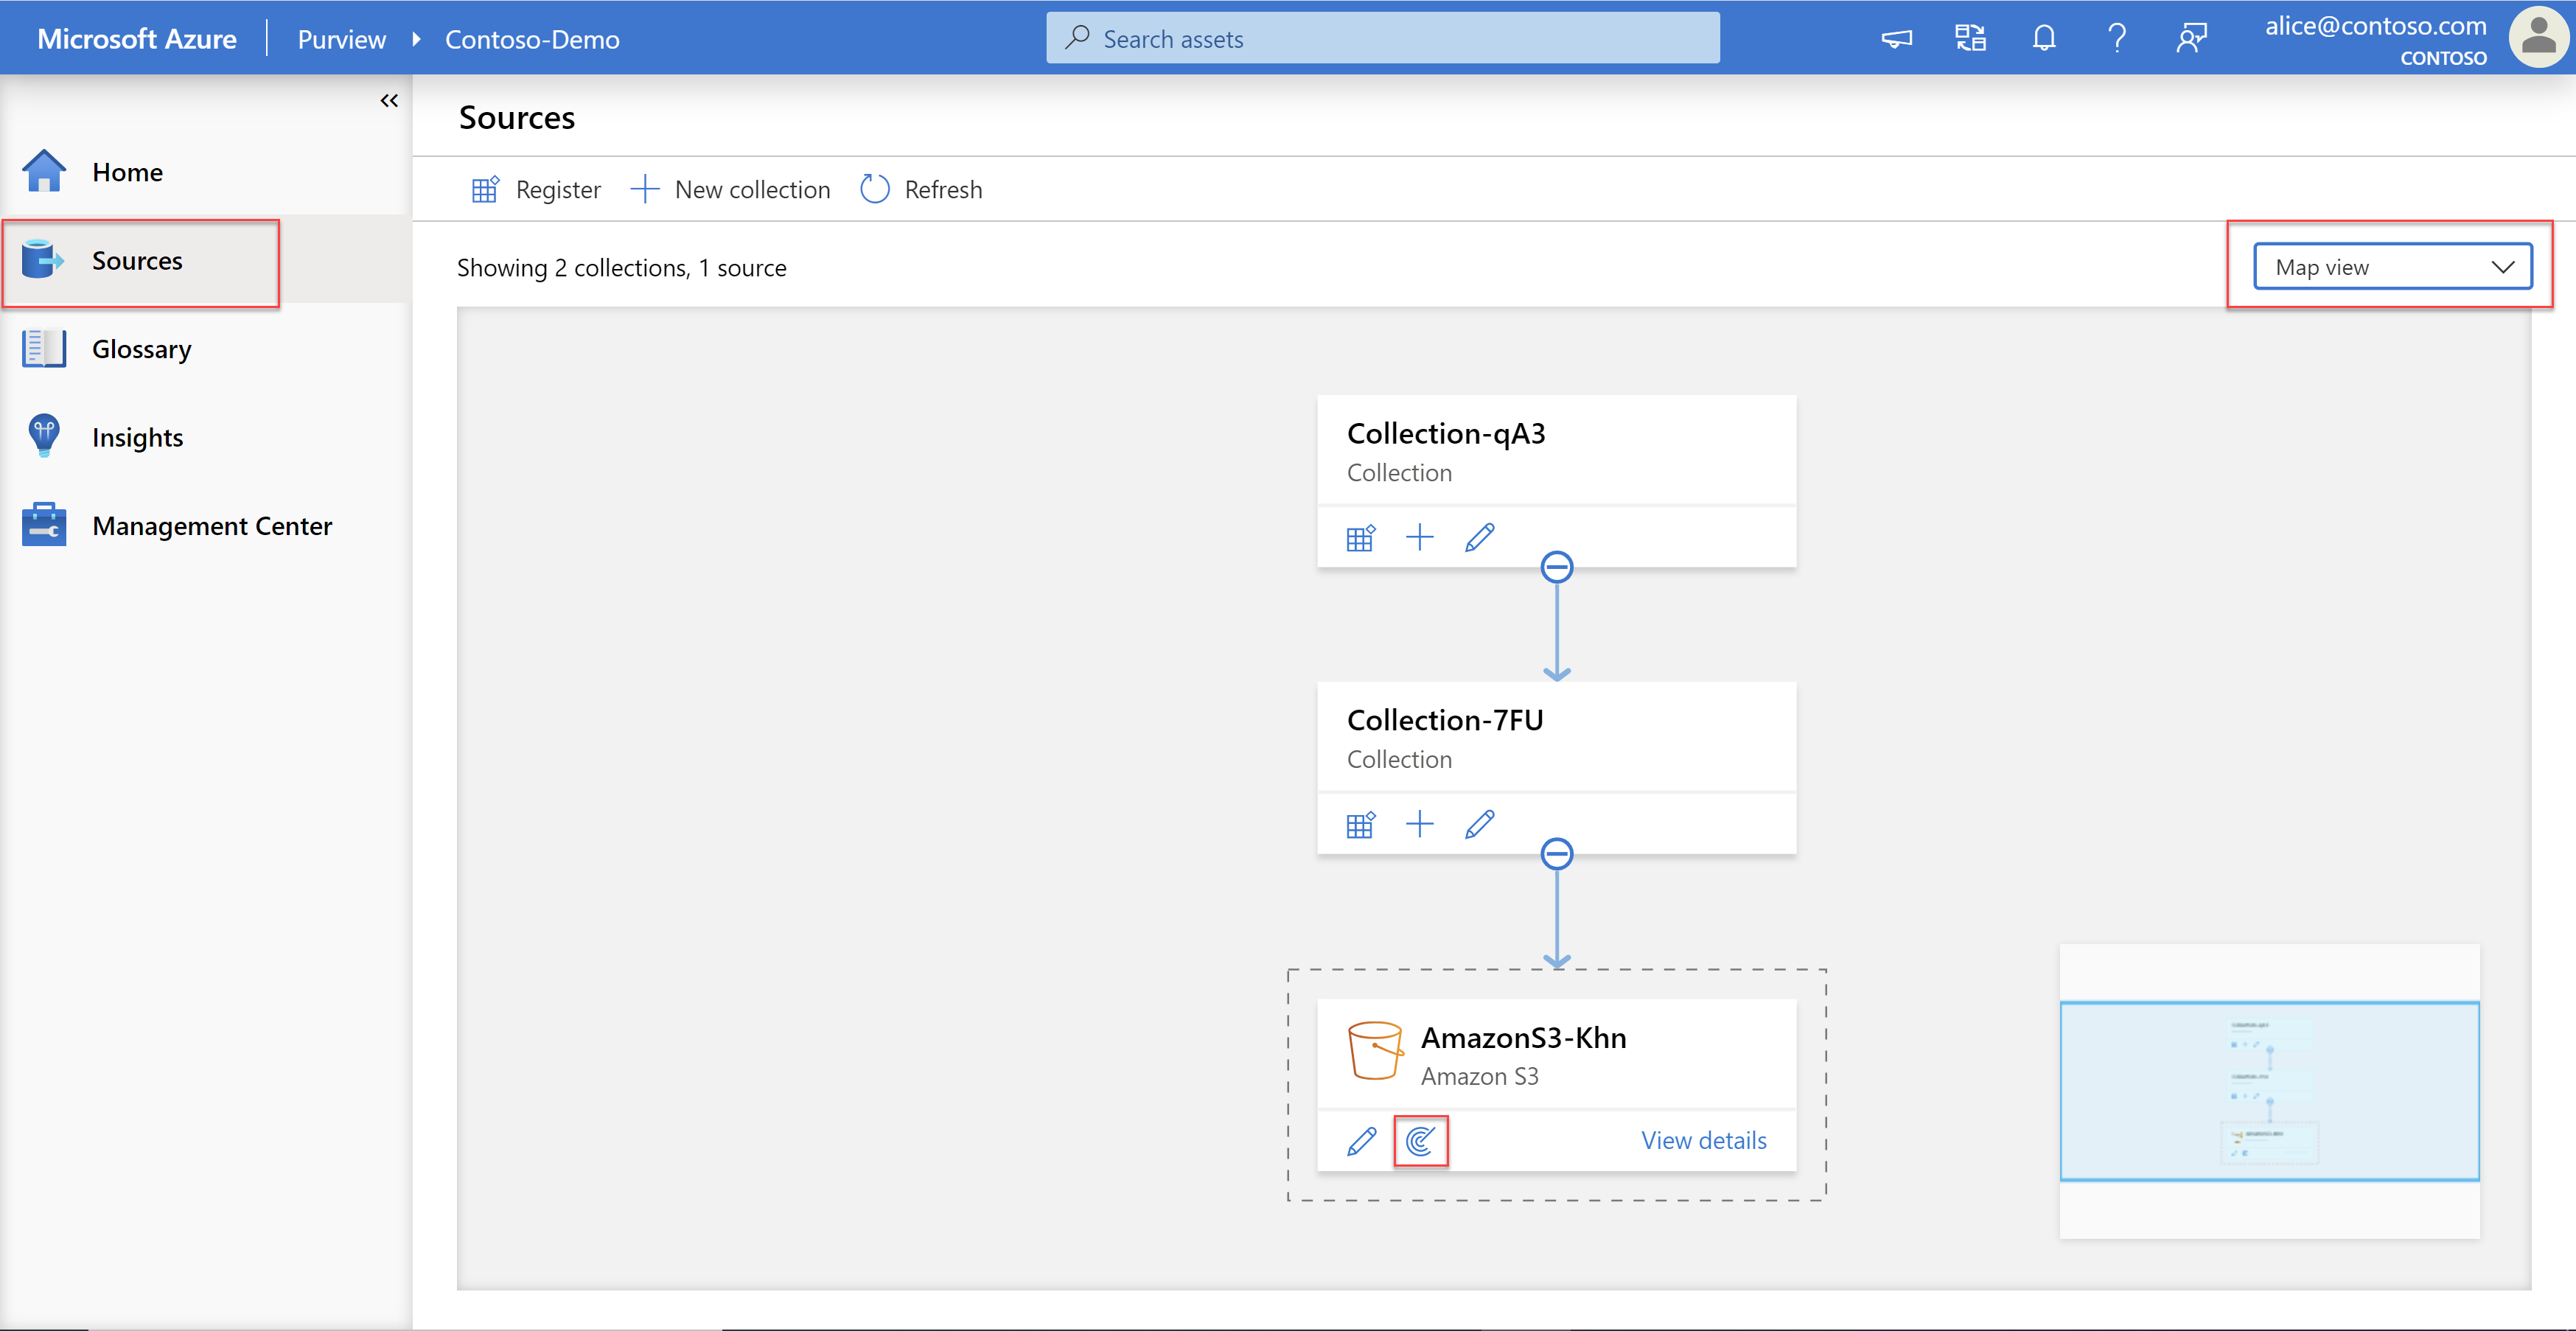 Microsoft Azure Purview Contoso-Demo
Search assets
alice@contoso.com
CONTOSO
Home
Sources
Glossary
Insights
Management Center
Sources
Register New collection Refresh
Showing 2 collections, 1 source
Map view
Collection-qA3
Collection
Collection-7FU
Collection
AmazonS3-Khn
Amazon S3
View details